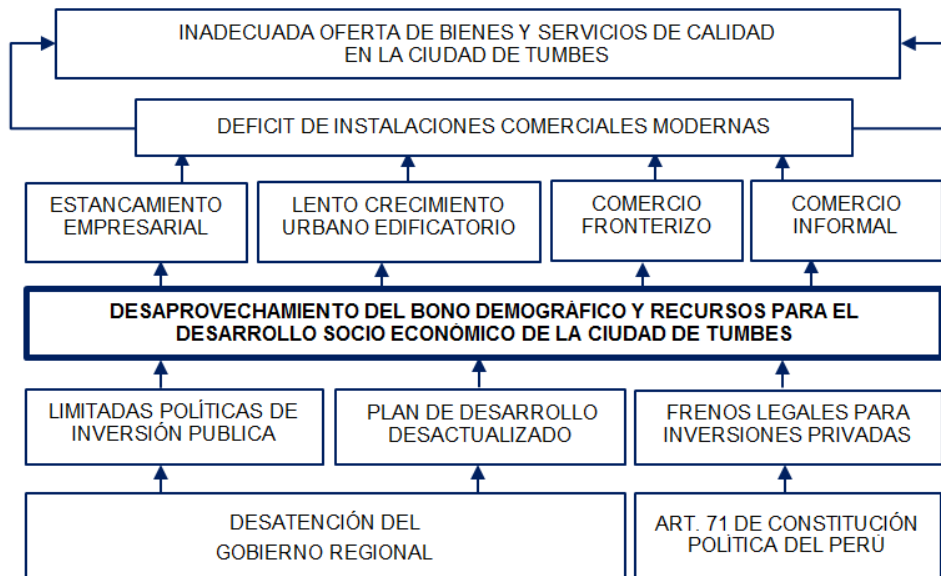 INADECUADA OFERTA DE BIENES Y SERVICIOS DE CALIDAD
EN LA CIUDAD DE TUMBES
DEFICIT DE INSTALACIONES COMERCIALES MODERNAS
ESTANCAMIENTO
EMPRESARIAL
LENTO CRECIMIENTO
URBANO EDIFICATORIO
COMERCIO
FRONTERIZO
COMERCIO
INFORMAL
DESAPROVECHAMIENTO DEL BONO DEMOGRÁFICO Y RECURSOS PARA EL
DESARROLLO SOCIO ECONÓMICO DE LA CIUDAD DE TUMBES
LIMITADAS POLÍTICAS DE
INVERSIÓN PUBLICA
PLAN DE DESARROLLO
DESACTUALIZADO
FRENOS LEGALES PARA
INVERSIONES PRIVADAS
DESATENCIÓN DEL
GOBIERNO REGIONAL
ART. 71 DE CONSTITUCIÓN
POLÍTICA DEL PERÚ